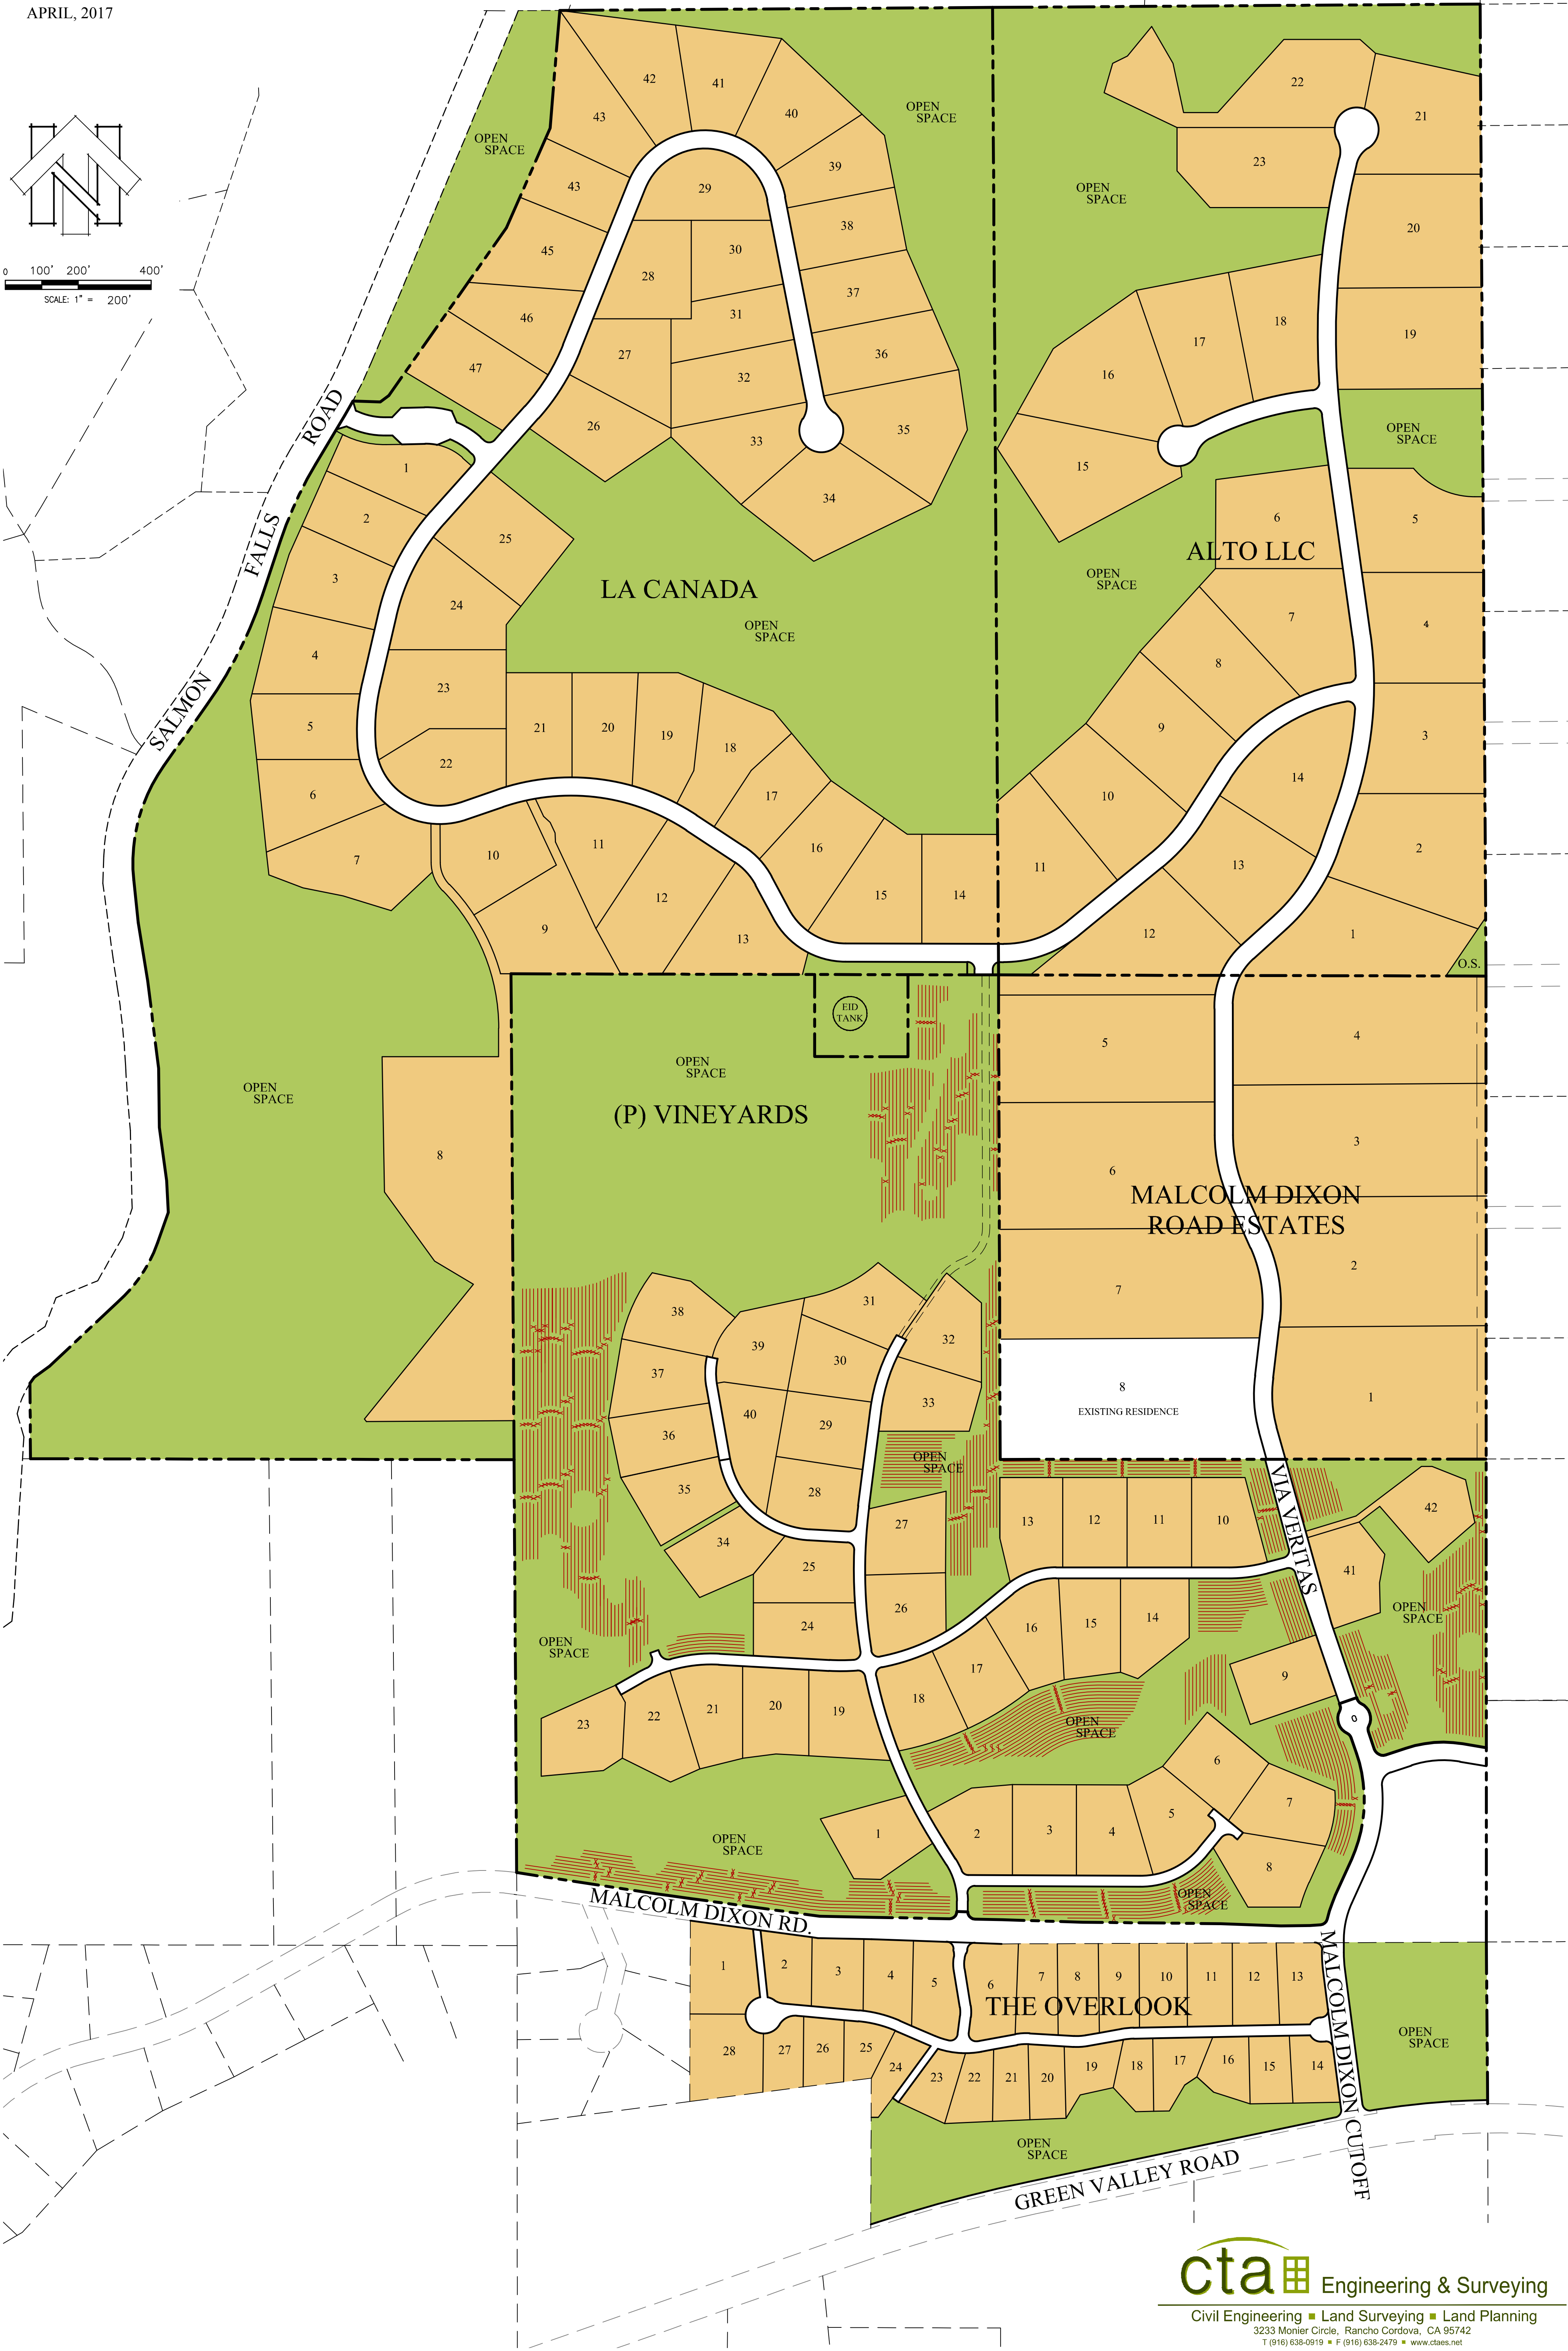 APRIL, 2017
0 100' 200' 400'
SCALE: 1" = 200'
OPEN
SPACE
42
41
40
43
39
43
29
38
45
30
28
37
46
31
36
27
47
32
26
33
35
34
OPEN
SPACE
SALMON FALLS ROAD
1
2
25
3
24
4
23
5
21
20
19
18
22
6
17
7
10
11
16
12
15
14
9
13
8
LA CANADA
OPEN
SPACE
OPEN
SPACE
22
21
23
20
OPEN
SPACE
18
17
19
16
OPEN
SPACE
15
6
5
ALTO LLC
OPEN
SPACE
7
4
8
9
3
14
10
2
13
11
12
1
O.S.
EID
TANK
OPEN
SPACE
(P) VINEYARDS
5
4
3
6
MALCOLM DIXON
ROAD ESTATES
2
7
8
EXISTING RESIDENCE
1
31
38
32
39
30
37
33
40
29
36
OPEN
SPACE
35
28
27
34
25
26
24
13
12
11
10
VIA VERITAS
42
41
OPEN
SPACE
16
15
14
17
9
OPEN
SPACE
18
23
22
21
20
19
OPEN
SPACE
6
7
5
1
2
3
4
8
OPEN
SPACE
OPEN
SPACE
MALCOLM DIXON RD.
1
2
3
4
5
6
7
8
9
10
11
12
13
THE OVERLOOK
28
27
26
25
24
23
22
21
20
19
18
17
16
15
14
MALCOLM DIXON CUTOFF
OPEN
SPACE
OPEN
SPACE
GREEN VALLEY ROAD
cta Engineering & Surveying
Civil Engineering ■ Land Surveying ■ Land Planning
3233 Monier Circle, Rancho Cordova, CA 95742
T (916) 638-0919 ■ F (916) 638-2479 ■ www.ctaes.net